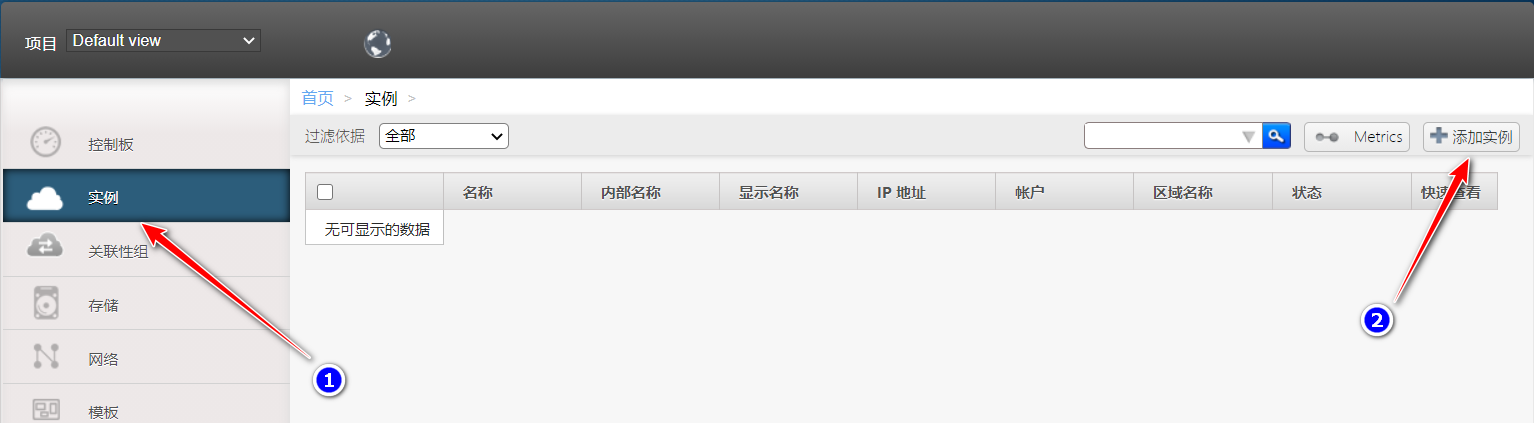 项目 Default view
首页 > 实例 >
过滤依据 全部 Metrics 添加实例
控制板
实例
关联性组
存储
网络
模板
名称 内部名称 显示名称 IP 地址 帐户 区域名称 状态 快速查看
无可显示的数据
1
2